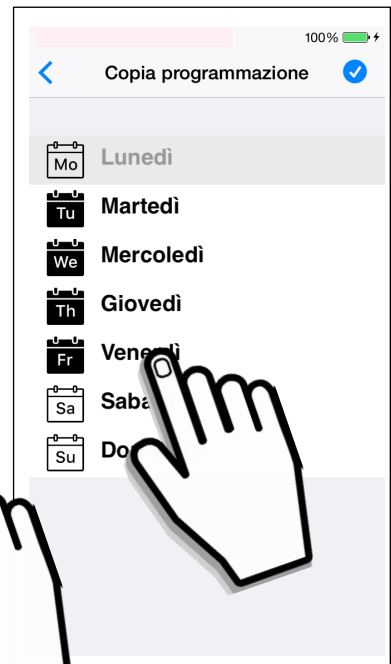 100%
Copia programmazione
Mo Lunedì
Tu Martedì
We Mercoledì
Th Giovedì
Fr
Sa
Su